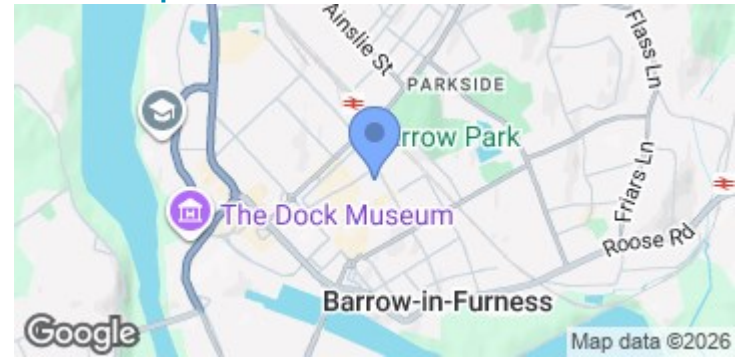 Ainslie St
Flass Ln
PARKSIDE
rrow Park
The Dock Museum
Friars Ln
Roose Rd
Barrow-in-Furness
Google
Map data ©2026